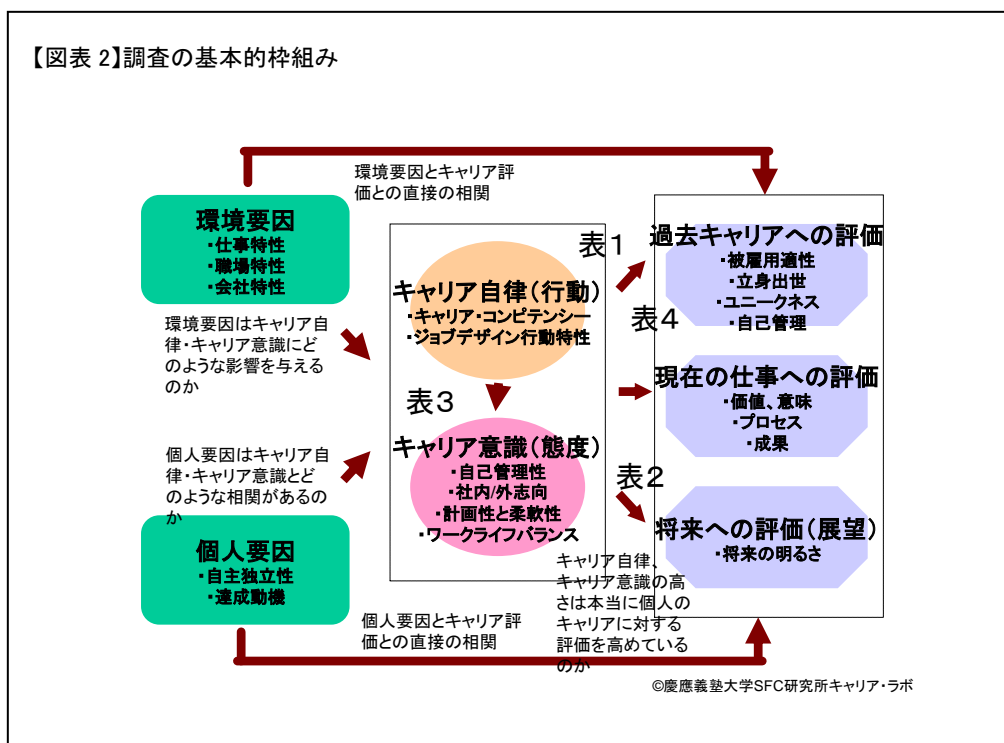 【図表 2】調査の基本的枠組み
環境要因とキャリア評
価との直接の相関
環境要因
・仕事特性
・職場特性
・会社特性
環境要因はキャリア自
律・キャリア意識にど
のような影響を与える
のか
個人要因はキャリア自
律・キャリア意識とど
のような相関があるの
か
個人要因
・自主独立性
・達成動機
個人要因とキャリア評
価との直接の相関
キャリア自律(行動)
・キャリア・コンピテンシー
・ジョブデザイン行動特性
表3
キャリア意識(態度)
・自己管理性
・社内/外志向
・計画性と柔軟性
・ワークライフバランス
表1
表4
表2
キャリア自律、
キャリア意識の高
さは本当に個人の
キャリアに対する
評価を高めている
のか
過去キャリアへの評価
・被雇用適性
・立身出世
・ユニークネス
・自己管理
現在の仕事への評価
・価値、意味
・プロセス
・成果
将来への評価(展望)
・将来の明るさ
©慶應義塾大学SFC研究所キャリア・ラボ